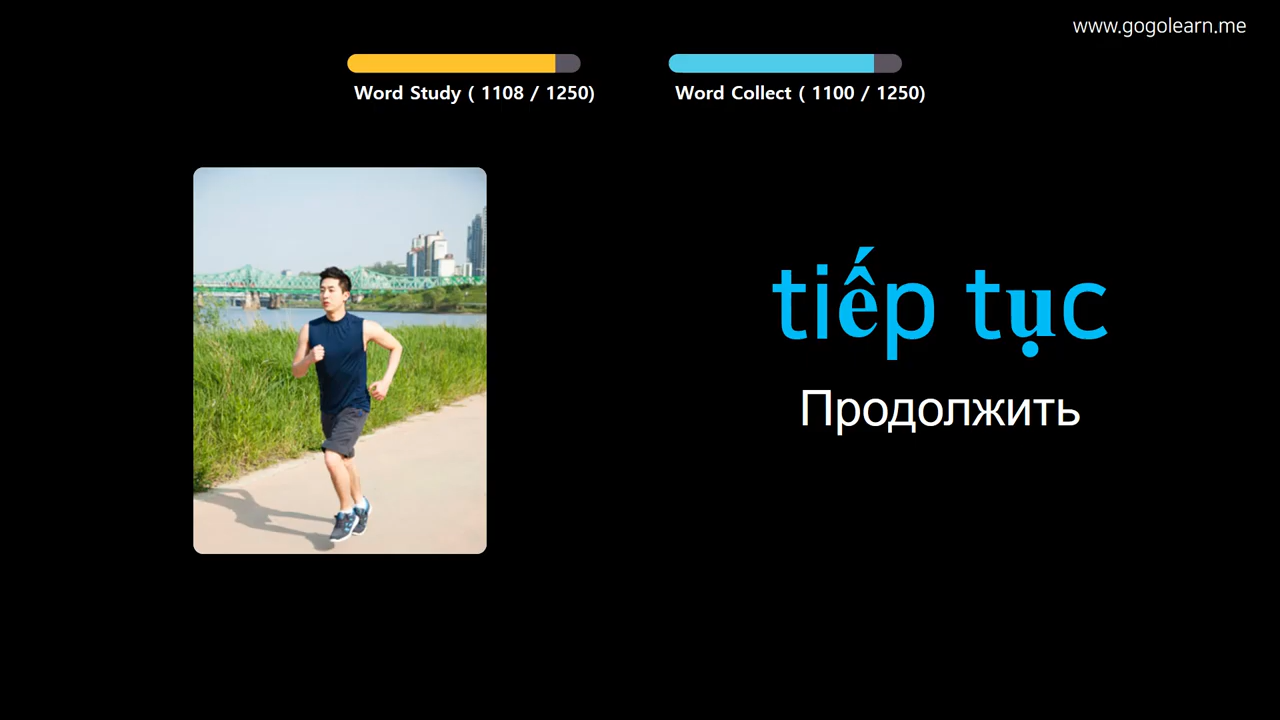 www.gogolearn.me
Word Study ( 1108 / 1250)
Word Collect ( 1100 / 1250)
tiếp tục
Продолжить